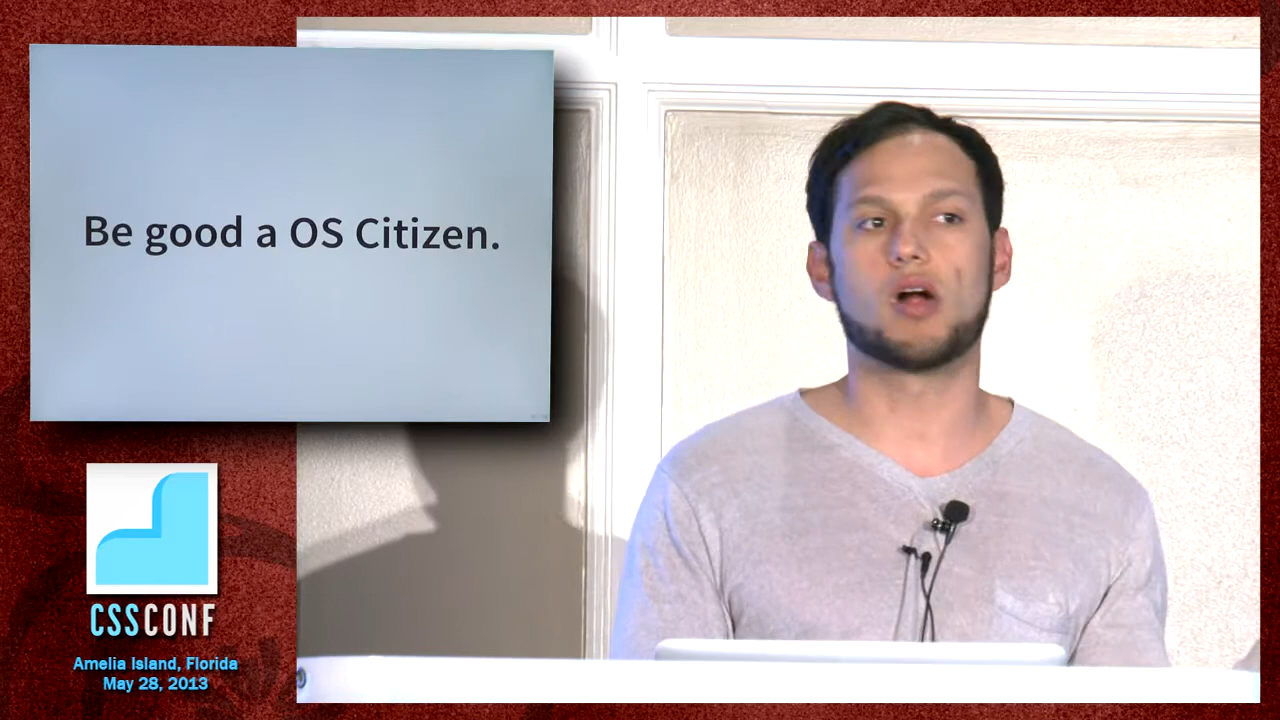 Be good a OS Citizen.
CSSCONF
Amelia Island, Florida
May 28, 2013